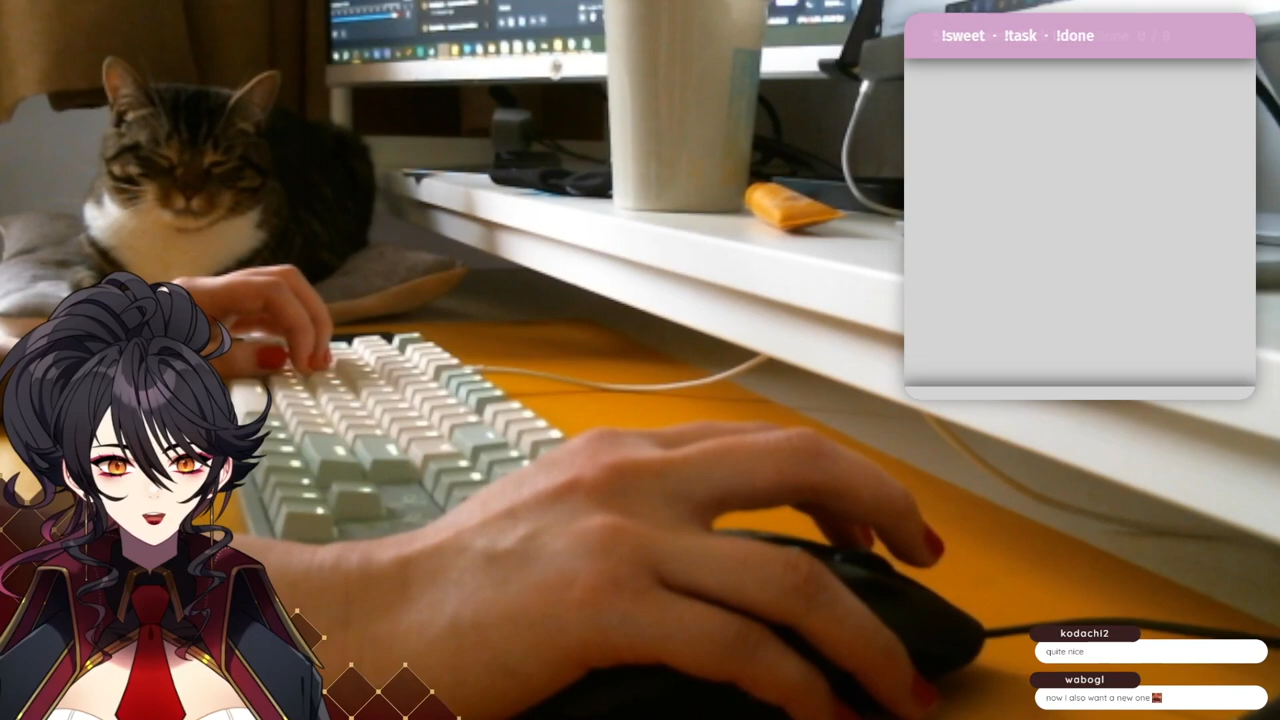 !sweet · !task · !done
kodachi2
quite nice
wabogl
now i also want a new one